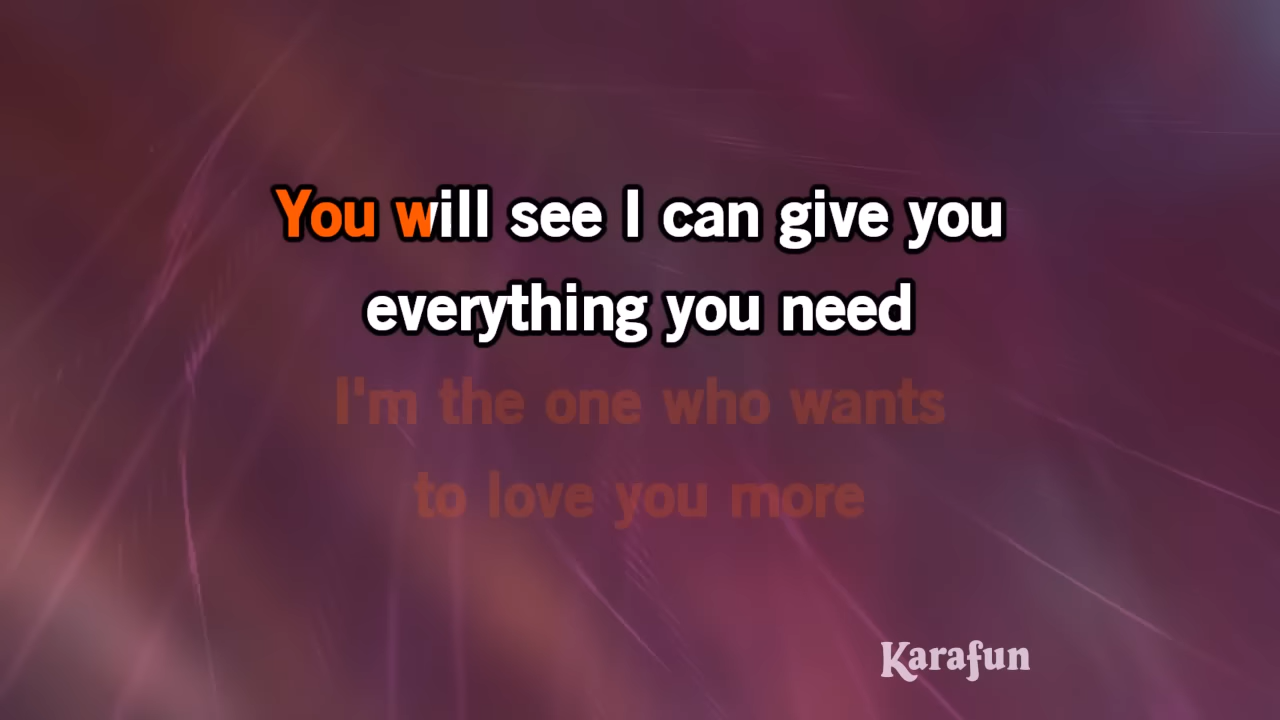 You will see I can give you
everything you need
I'm the one who wants
to love you more
Karafun